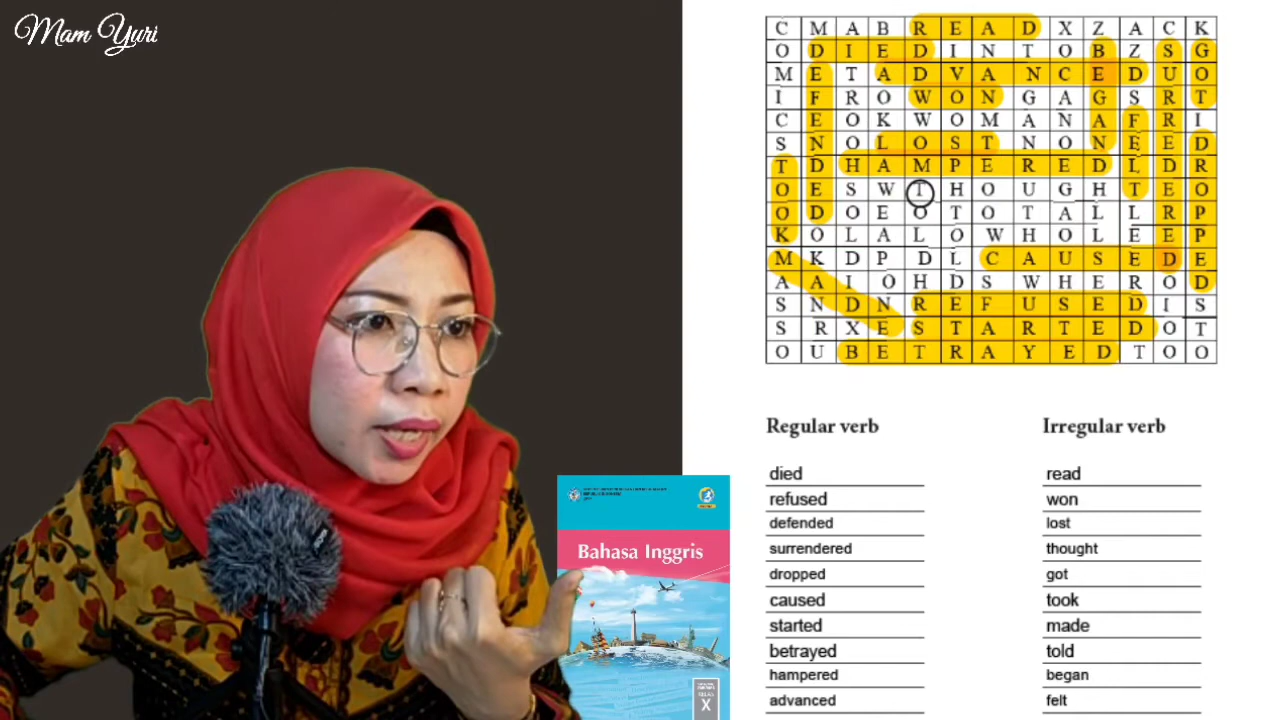 Mam Yuri
C M A B R E A D X Z A C K
O D I E D I N T O B Z S G
M E T A D V A N C E D U O
I F R O W O N G A G S R T
C E O K W O M A N A F R I
S N O L O S T N O N E E D
T D H A M P E R E D L D R
O E S W T H O U G H T E O
O D O E O T O T A L L R P
K O L A L O W H O L E E P
M K D P D L C A U S E D E
A A I O H D S W H E R O D
S N D N R E F U S E D I S
S R X E S T A R T E D O T
O U B E T R A Y E D T O O
Regular verb
died
refused
defended
surrendered
dropped
caused
started
betrayed
hampered
advanced
Irregular verb
read
won
lost
thought
got
took
made
told
began
felt
Bahasa Inggris
KELAS
X